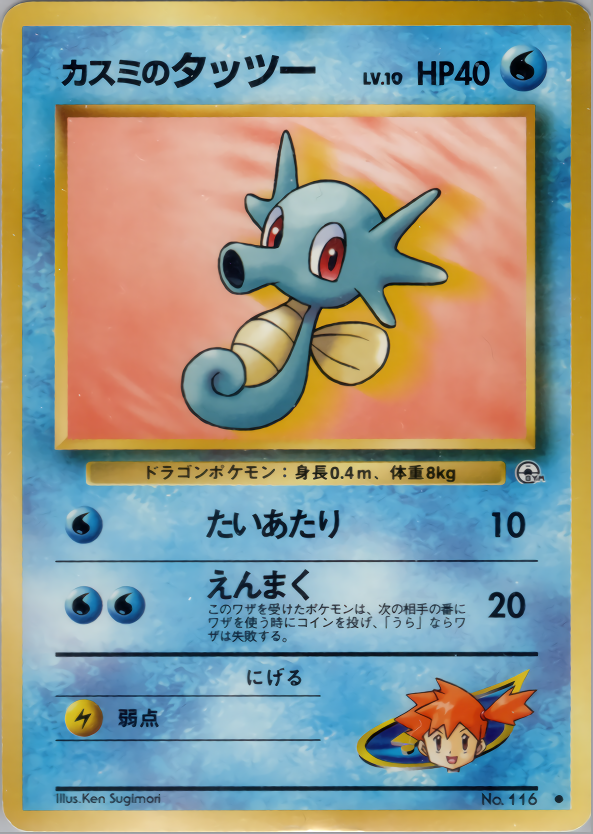 カスミのタッツー LV.10 HP40
ドラゴンポケモン：身長0.4m、体重8kg
GYM
たいあたり 10
えんまく 20
このワザを受けたポケモンは、次の相手の番に
ワザを使う時にコインを投げ、「うら」ならワ
ザは失敗する。
にげる
弱点
Illus.Ken Sugimori No. 116